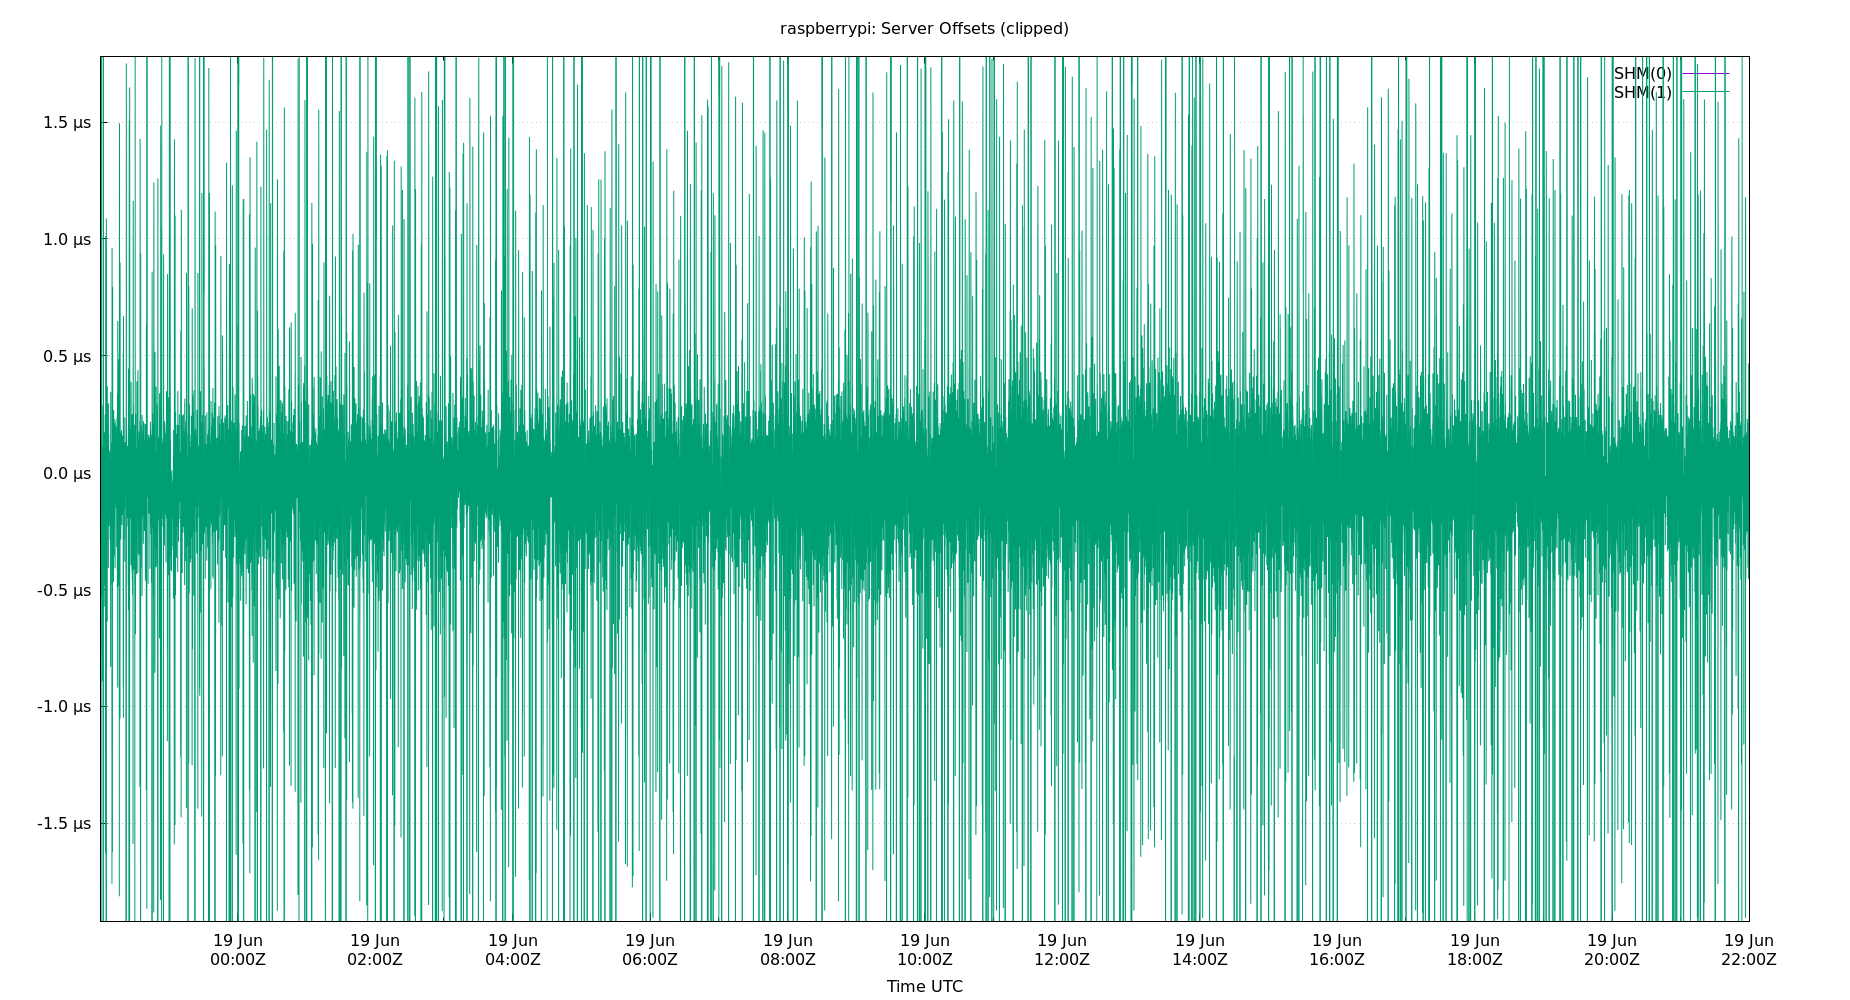 raspberrypi: Server Offsets (clipped)
SHM(0)
SHM(1)
1.5 µs
1.0 µs
0.5 µs
0.0 µs
-0.5 µs
-1.0 µs
-1.5 µs
19 Jun 19 Jun 19 Jun 19 Jun 19 Jun 19 Jun 19 Jun 19 Jun 19 Jun 19 Jun 19 Jun 19 Jun
00:00Z 02:00Z 04:00Z 06:00Z 08:00Z 10:00Z 12:00Z 14:00Z 16:00Z 18:00Z 20:00Z 22:00Z
Time UTC